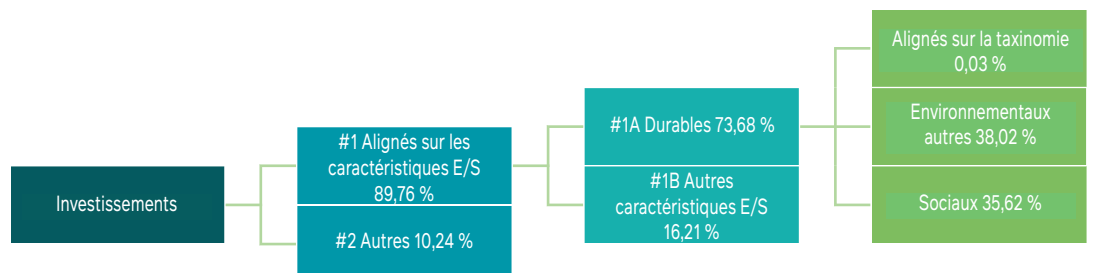 Investissements
#1 Alignés sur les
caractéristiques E/S
89,76 %
#2 Autres 10,24 %
#1A Durables 73,68 %
#1B Autres
caractéristiques E/S
16,21 %
Alignés sur la taxinomie
0,03 %
Environnementaux
autres 38,02 %
Sociaux 35,62 %